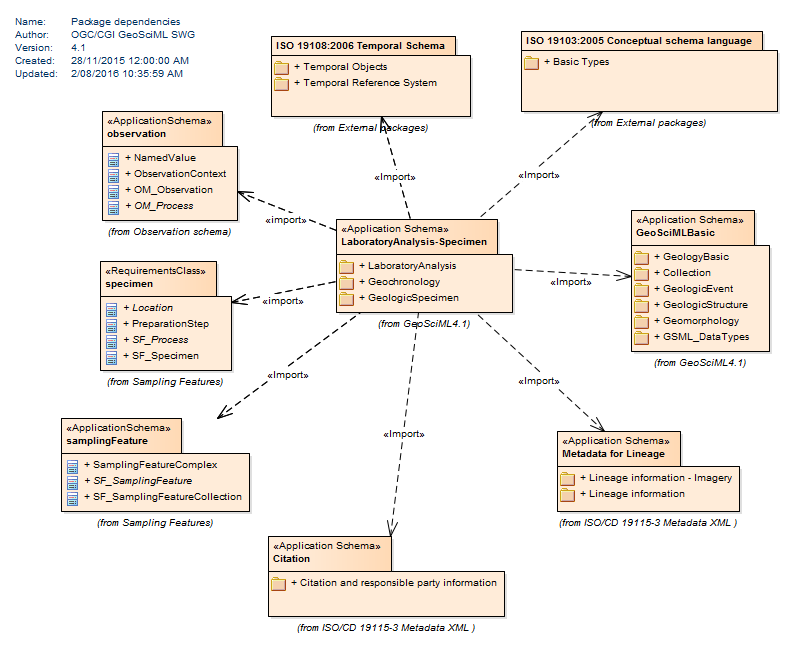 Name: Package dependencies
Author: OGC/CGI GeoSciML SWG
Version: 4.1
Created: 28/11/2015 12:00:00 AM
Updated: 2/08/2016 10:35:59 AM
ISO 19108:2006 Temporal Schema
+ Temporal Objects
+ Temporal Reference System
(from External packages)
ISO 19103:2005 Conceptual schema language
+ Basic Types
(from External packages)
«ApplicationSchema»
observation
+ NamedValue
+ ObservationContext
+ OM_Observation
+ OM_Process
(from Observation schema)
«Import»
«Import»
«import»
«Application Schema»
LaboratoryAnalysis-Specimen
+ LaboratoryAnalysis
+ Geochronology
+ GeologicSpecimen
(from GeoSciML4.1)
«Application Schema»
GeoSciMLBasic
+ GeologyBasic
+ Collection
+ GeologicEvent
+ GeologicStructure
+ Geomorphology
+ GSML_DataTypes
(from GeoSciML4.1)
«Import»
«RequirementsClass»
specimen
+ Location
+ PreparationStep
+ SF_Process
+ SF_Specimen
(from Sampling Features)
«import»
«Import»
«Import»
«Import»
«ApplicationSchema»
samplingFeature
+ SamplingFeatureComplex
+ SF_SamplingFeature
+ SF_SamplingFeatureCollection
(from Sampling Features)
«Application Schema»
Metadata for Lineage
+ Lineage information - Imagery
+ Lineage information
(from ISO/CD 19115-3 Metadata XML )
«Application Schema»
Citation
+ Citation and responsible party information
(from ISO/CD 19115-3 Metadata XML )